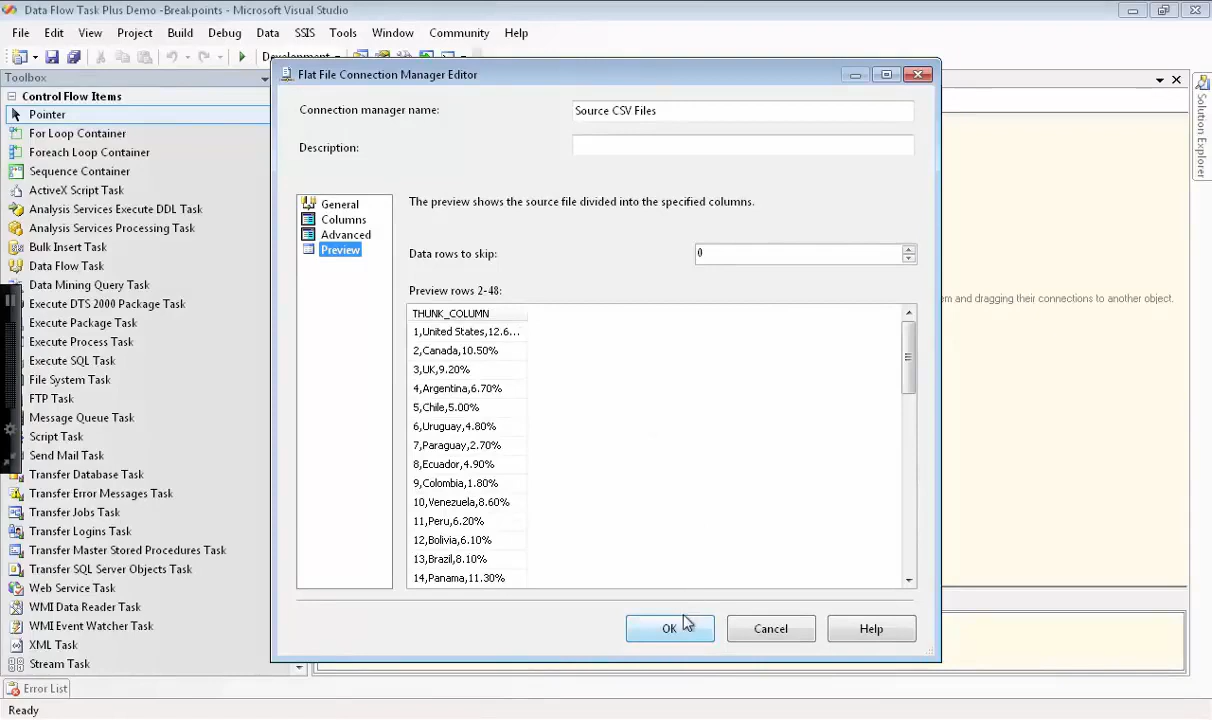 Data Flow Task Plus Demo -Breakpoints - Microsoft Visual Studio
File Edit View Project Build Debug Data SSIS Tools Window Community Help
Toolbox
Control Flow Items
Pointer
For Loop Container
Foreach Loop Container
Sequence Container
ActiveX Script Task
Analysis Services Execute DDL Task
Analysis Services Processing Task
Bulk Insert Task
Data Flow Task
Data Mining Query Task
Execute DTS 2000 Package Task
Execute Package Task
Execute Process Task
Execute SQL Task
File System Task
FTP Task
Message Queue Task
Script Task
Send Mail Task
Transfer Database Task
Transfer Error Messages Task
Transfer Jobs Task
Transfer Logins Task
Transfer Master Stored Procedures Task
Transfer SQL Server Objects Task
Web Service Task
WMI Data Reader Task
WMI Event Watcher Task
XML Task
Stream Task
Error List
Ready
Flat File Connection Manager Editor
Connection manager name: Source CSV Files
Description:
General
Columns
Advanced
Preview
The preview shows the source file divided into the specified columns.
Data rows to skip: 0
Preview rows 2-48:
THUNK_COLUMN
1,United States,12.6...
2,Canada,10.50%
3,UK,9.20%
4,Argentina,6.70%
5,Chile,5.00%
6,Uruguay,4.80%
7,Paraguay,2.70%
8,Ecuador,4.90%
9,Colombia,1.80%
10,Venezuela,8.60%
11,Peru,6.20%
12,Bolivia,6.10%
13,Brazil,8.10%
14,Panama,11.30%
OK Cancel Help
and dragging their connections to another object.
Solution Explorer